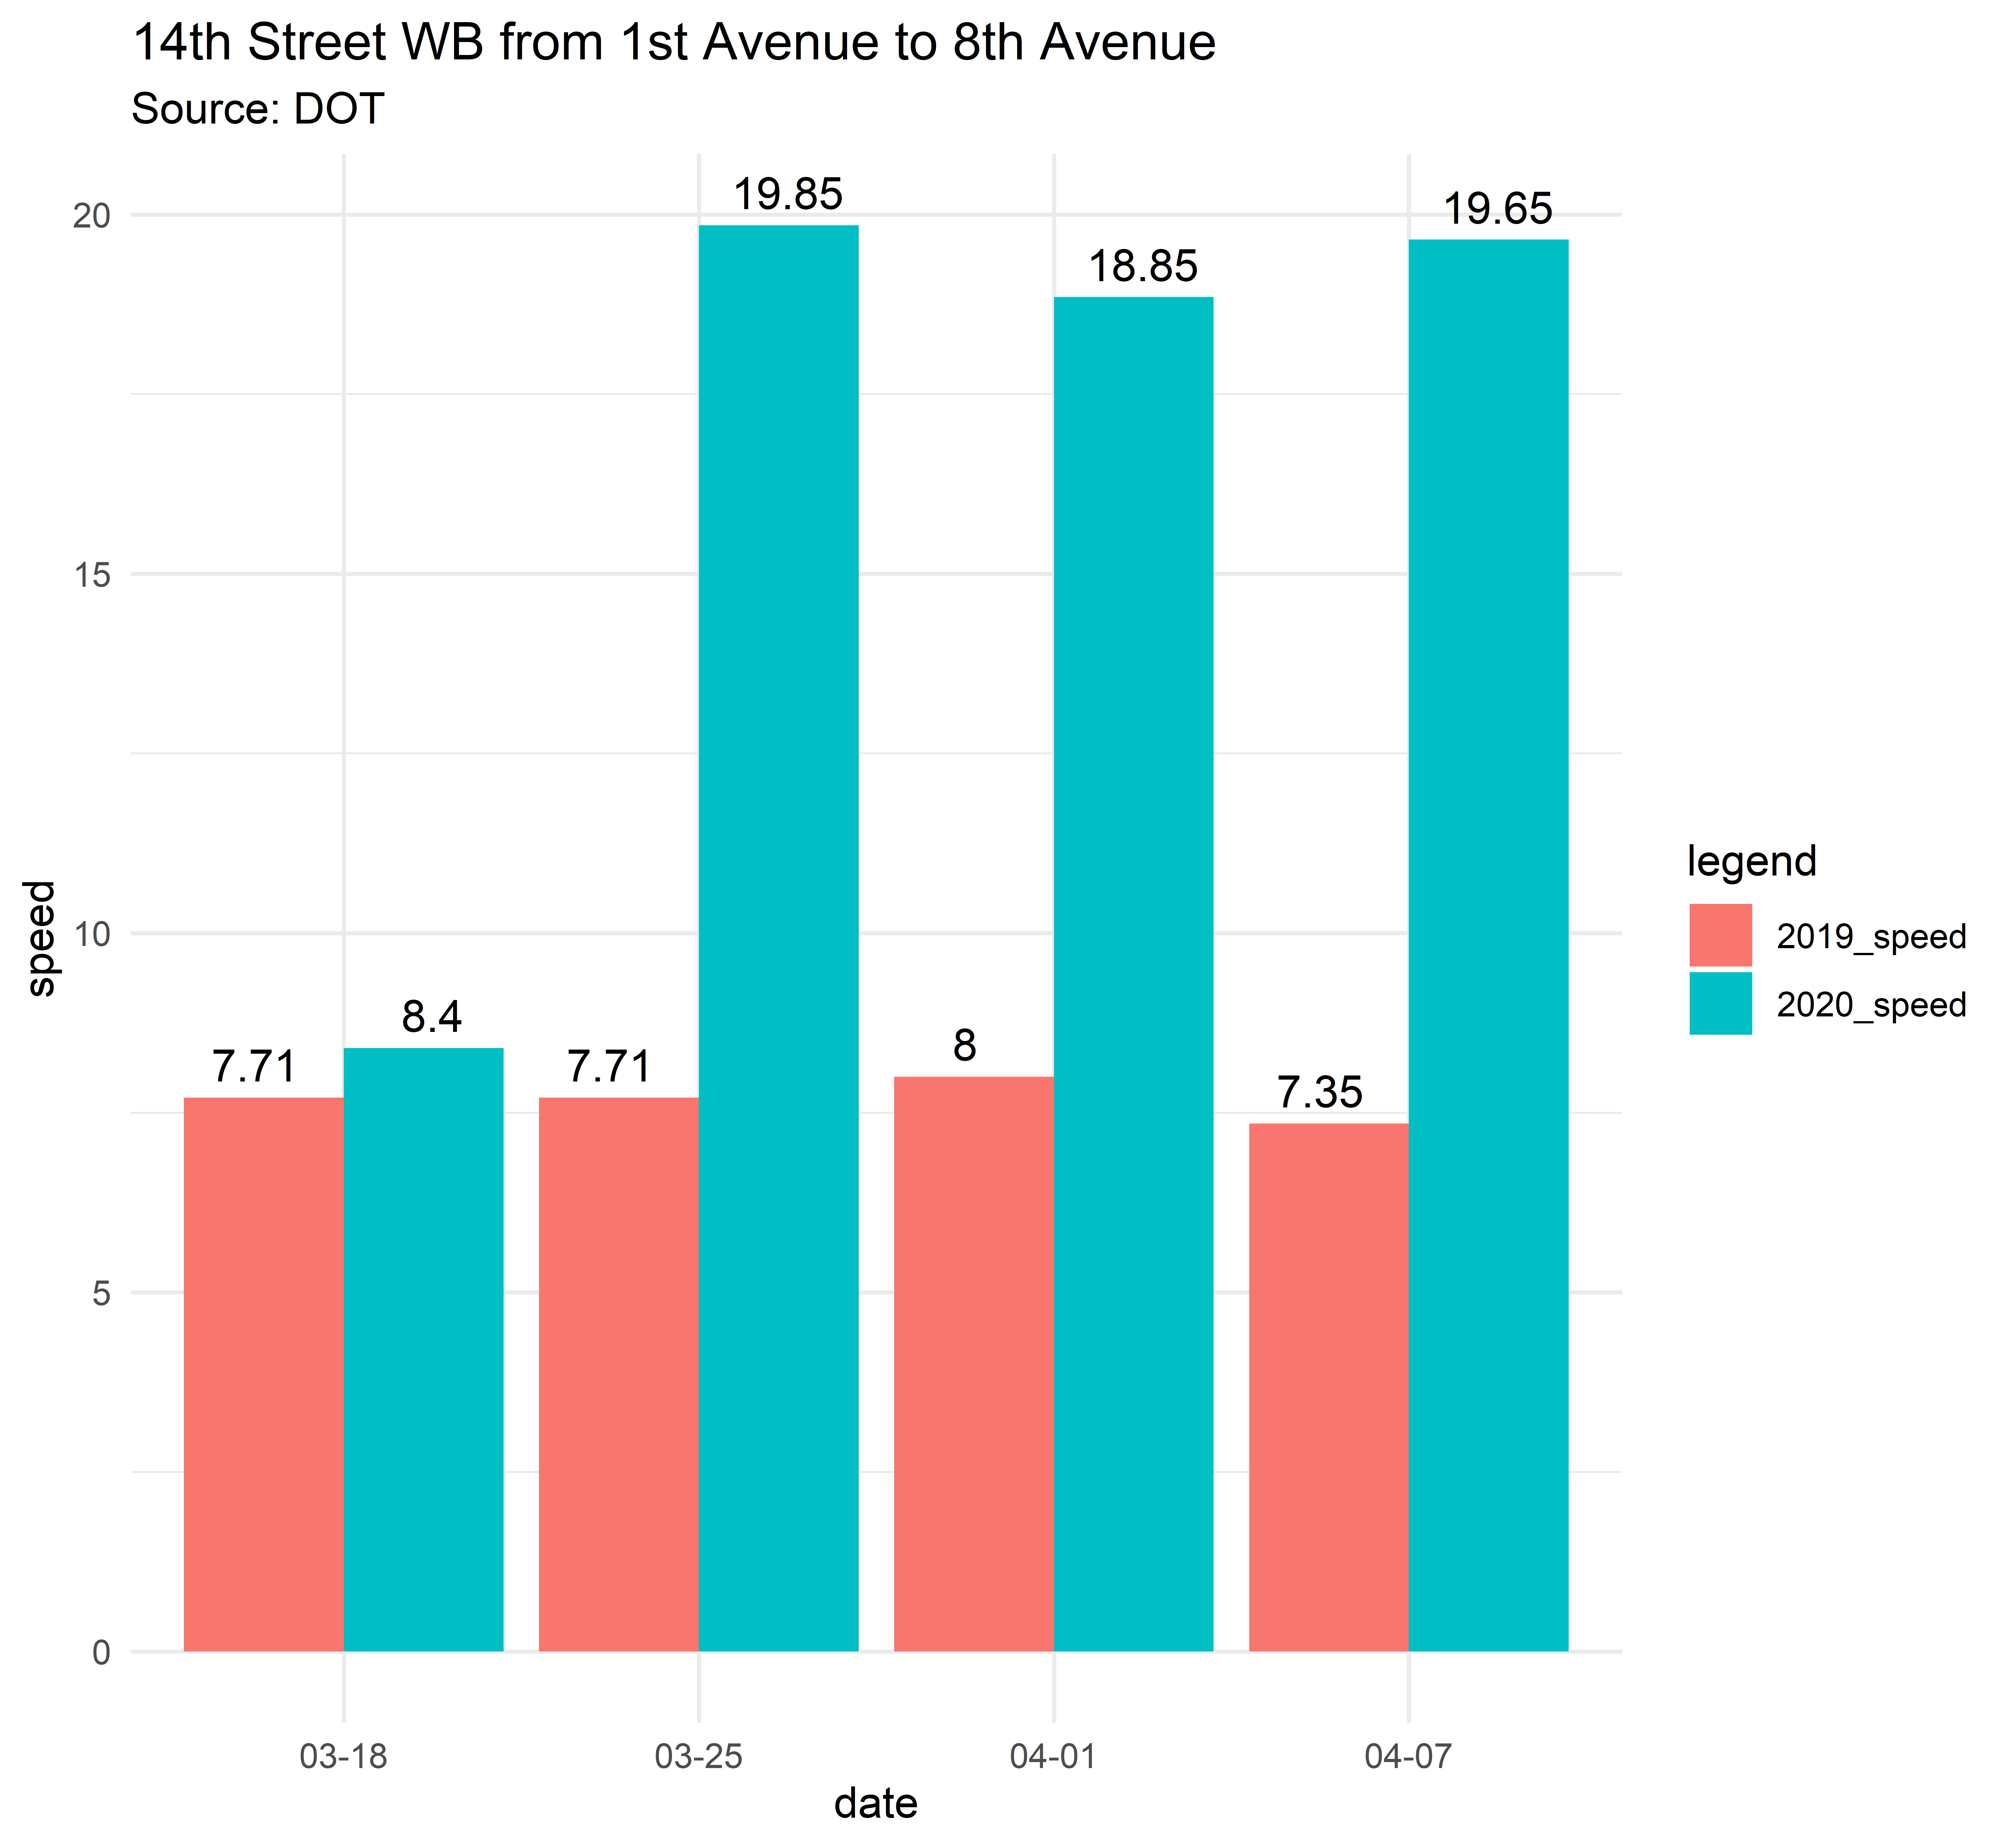 14th Street WB from 1st Avenue to 8th Avenue
Source: DOT
19.85
19.65
20
18.85
15
legend
speed
10
2019_speed
2020_speed
8.4
8
7.71
7.71
7.35
5
0
03-18
03-25
04-01
04-07
date